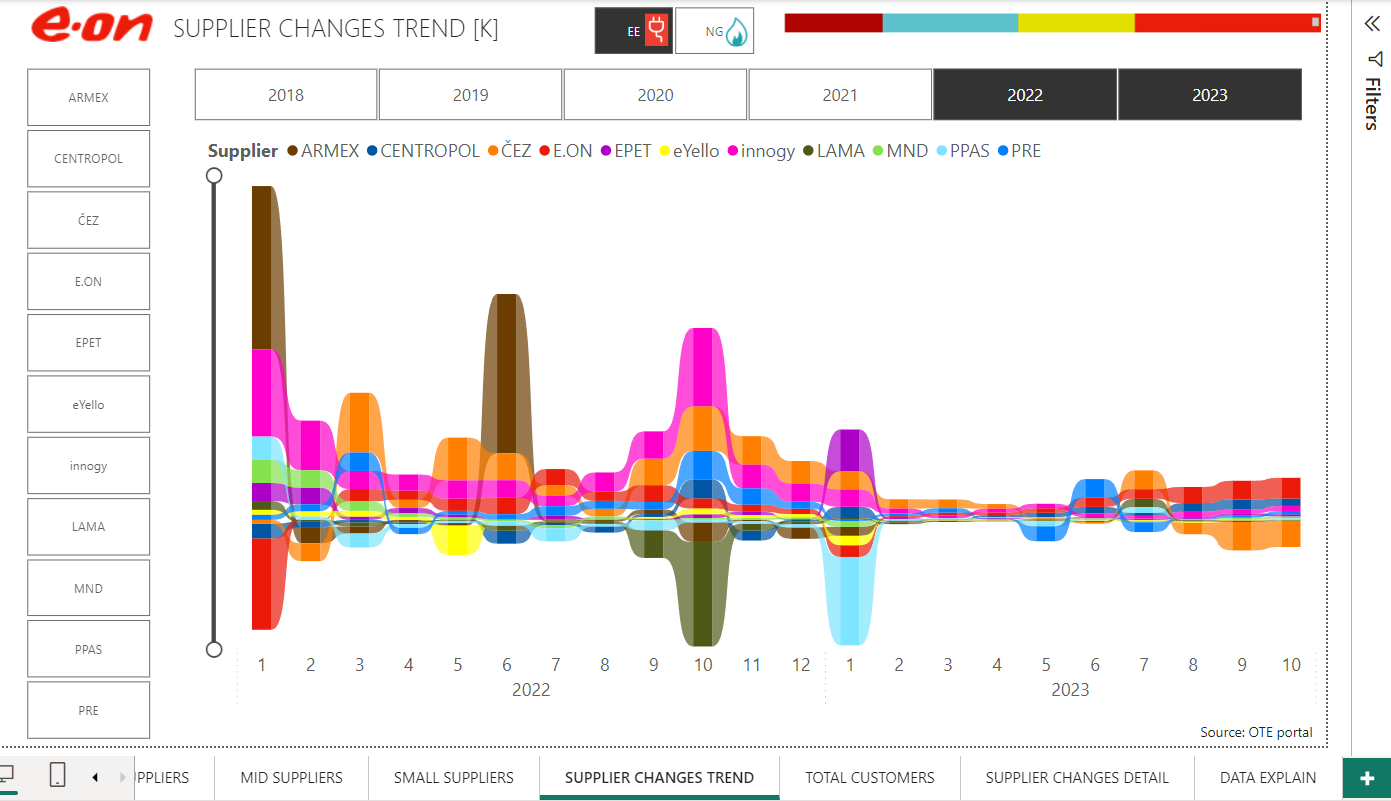 e·on SUPPLIER CHANGES TREND [K] EE NG
Filters
2018 2019 2020 2021 2022 2023
ARMEX
CENTROPOL
ČEZ
E.ON
EPET
eYello
innogy
LAMA
MND
PPAS
PRE
Supplier ARMEX CENTROPOL ČEZ E.ON EPET eYello innogy LAMA MND PPAS PRE
1 2 3 4 5 6 7 8 9 10 11 12 1 2 3 4 5 6 7 8 9 10
2022 2023
Source: OTE portal
PPLIERS MID SUPPLIERS SMALL SUPPLIERS SUPPLIER CHANGES TREND TOTAL CUSTOMERS SUPPLIER CHANGES DETAIL DATA EXPLAIN